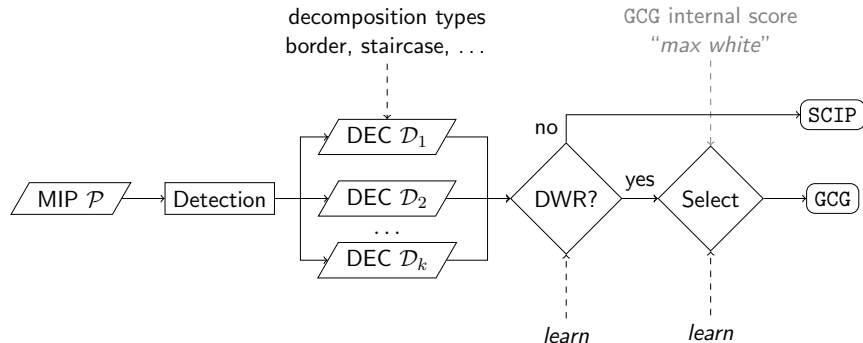 decomposition types
border, staircase, ...
GCG internal score
“max white”
MIP P
Detection
DEC D1
DEC D2
...
DEC Dk
DWR?
no
yes
Select
SCIP
GCG
learn
learn